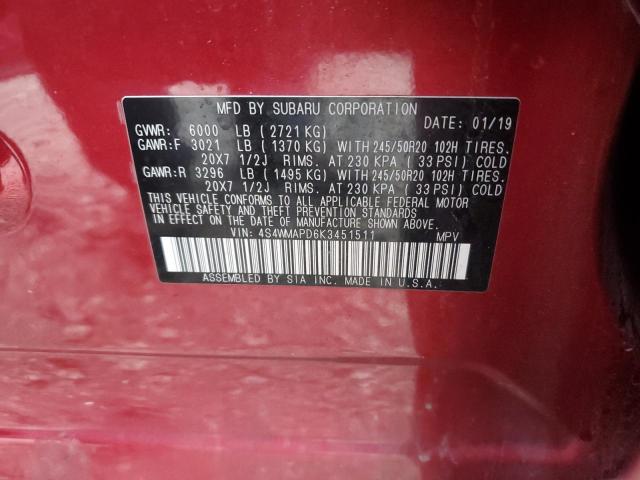 MFD BY SUBARU CORPORATION DATE: 01/19
GVWR: 6000 LB ( 2721 KG)
GAWR:F 3021 LB ( 1370 KG) WITH 245/50R20 102H TIRES.
20X7 1/2J RIMS. AT 230 KPA ( 33 PSI) COLD
GAWR:R 3296 LB ( 1495 KG) WITH 245/50R20 102H TIRES.
20X7 1/2J RIMS. AT 230 KPA ( 33 PSI) COLD
THIS VEHICLE CONFORMS TO ALL APPLICABLE FEDERAL MOTOR
VEHICLE SAFETY AND THEFT PREVENTION STANDARDS
IN EFFECT ON THE DATE OF MANUFACTURE SHOWN ABOVE.
VIN: 4S4WMAPD6K3451511 MPV
ASSEMBLED BY SIA INC. MADE IN U.S.A.